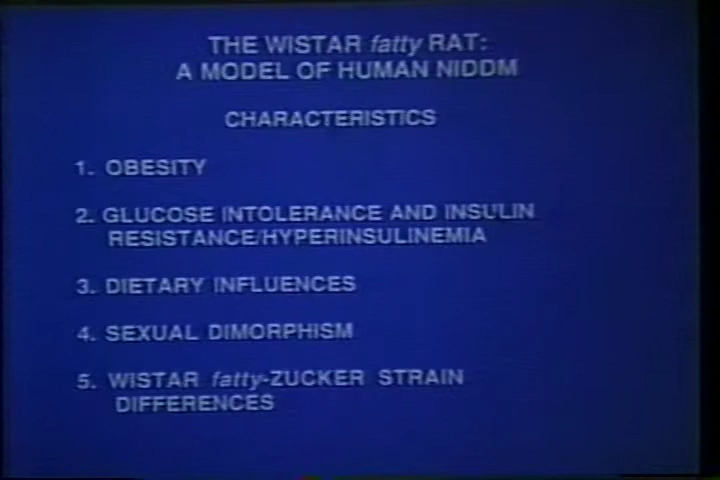 THE WISTAR fatty RAT:
A MODEL OF HUMAN NIDDM
CHARACTERISTICS
1. OBESITY
2. GLUCOSE INTOLERANCE AND INSULIN
RESISTANCE/HYPERINSULINEMIA
3. DIETARY INFLUENCES
4. SEXUAL DIMORPHISM
5. WISTAR fatty-ZUCKER STRAIN
DIFFERENCES